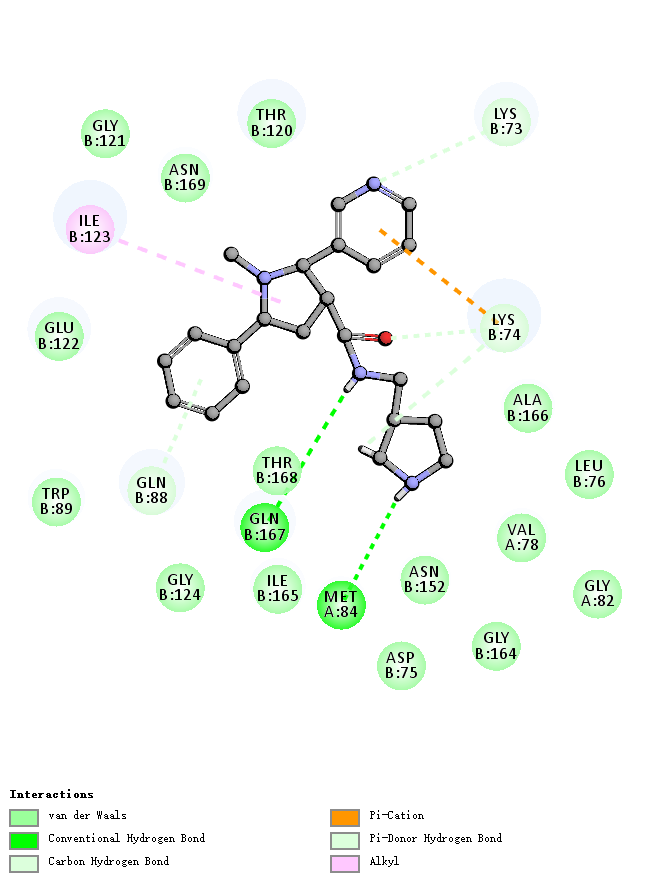 THR
B:120
LYS
B:73
GLY
B:121
ASN
B:169
ILE
B:123
GLU
B:122
LYS
B:74
ALA
B:166
LEU
B:76
THR
B:168
GLN
B:88
TRP
B:89
GLN
B:167
VAL
A:78
GLY
B:124
ILE
B:165
MET
A:84
ASN
B:152
GLY
A:82
ASP
B:75
GLY
B:164
Interactions
van der Waals
Conventional Hydrogen Bond
Carbon Hydrogen Bond
Pi-Cation
Pi-Donor Hydrogen Bond
Alkyl